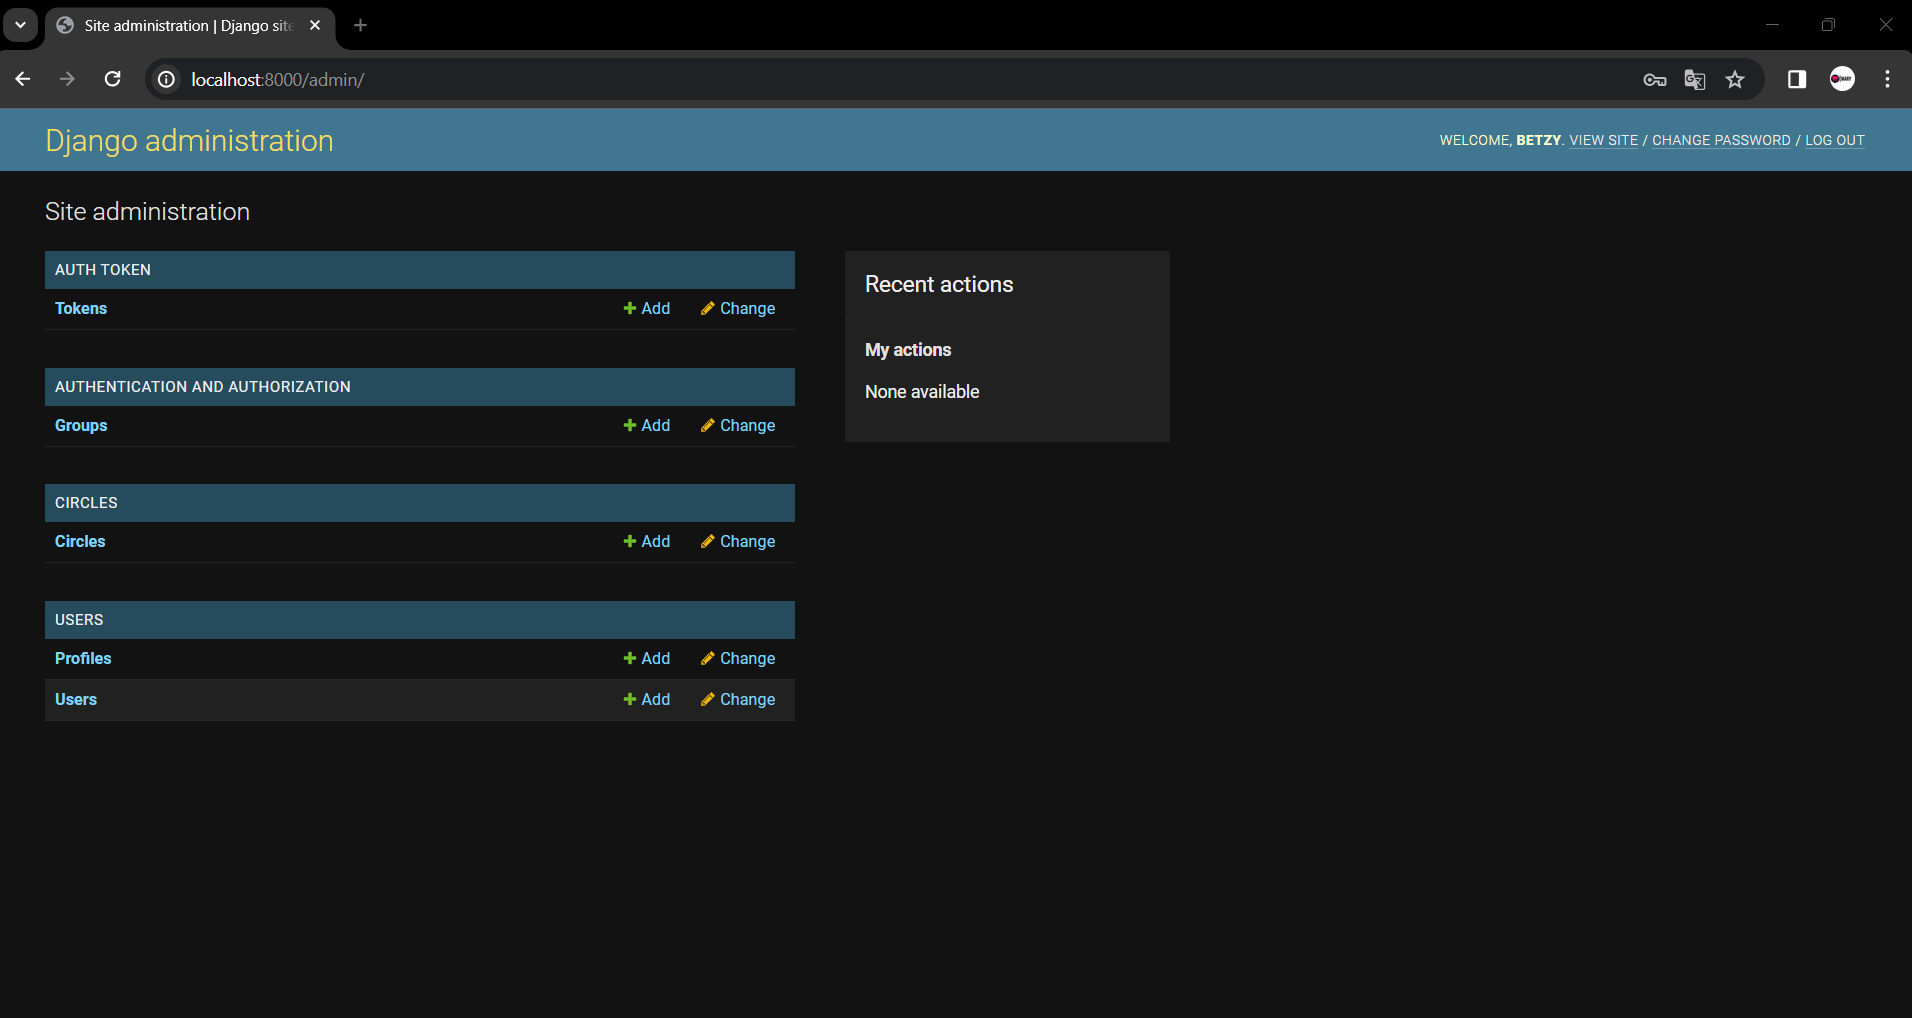 Site administration | Django site
localhost:8000/admin/
Django administration
WELCOME, BETZY. VIEW SITE / CHANGE PASSWORD / LOG OUT
Site administration
AUTH TOKEN
Tokens Add Change
AUTHENTICATION AND AUTHORIZATION
Groups Add Change
CIRCLES
Circles Add Change
USERS
Profiles Add Change
Users Add Change
Recent actions
My actions
None available